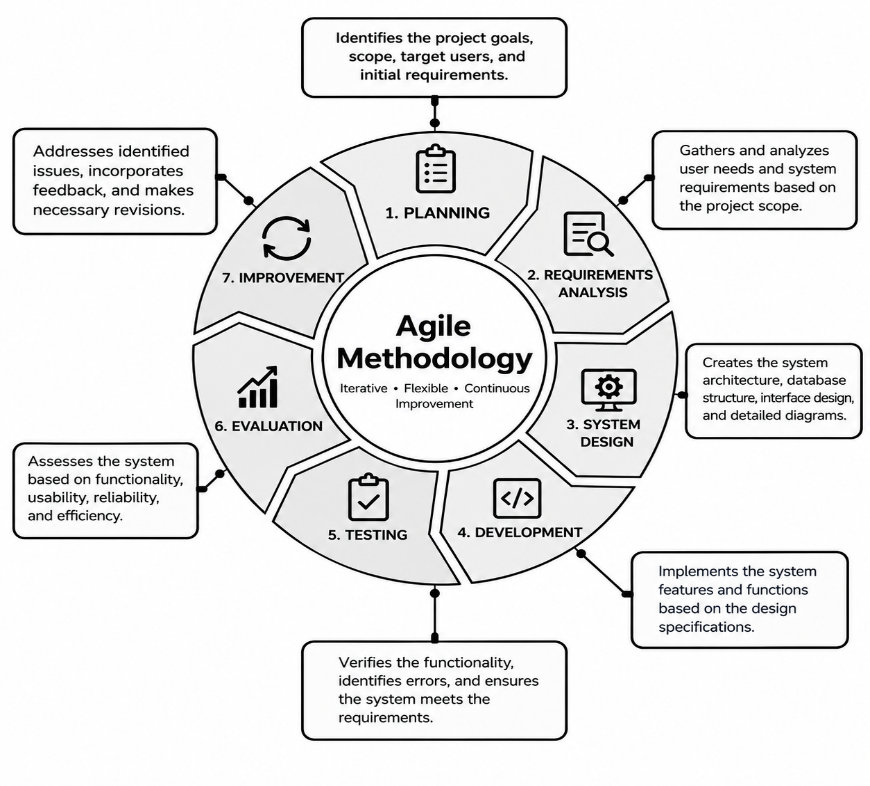 Identifies the project goals,
scope, target users, and
initial requirements.
1. PLANNING
Gathers and analyzes
user needs and system
requirements based on
the project scope.
2. REQUIREMENTS
ANALYSIS
Creates the system
architecture, database
structure, interface design,
and detailed diagrams.
3. SYSTEM
DESIGN
Implements the system
features and functions
based on the design
specifications.
4. DEVELOPMENT
</>
Verifies the functionality,
identifies errors, and ensures
the system meets the
requirements.
5. TESTING
Assesses the system
based on functionality,
usability, reliability,
and efficiency.
6. EVALUATION
Addresses identified
issues, incorporates
feedback, and makes
necessary revisions.
7. IMPROVEMENT
Agile
Methodology
Iterative • Flexible • Continuous
Improvement